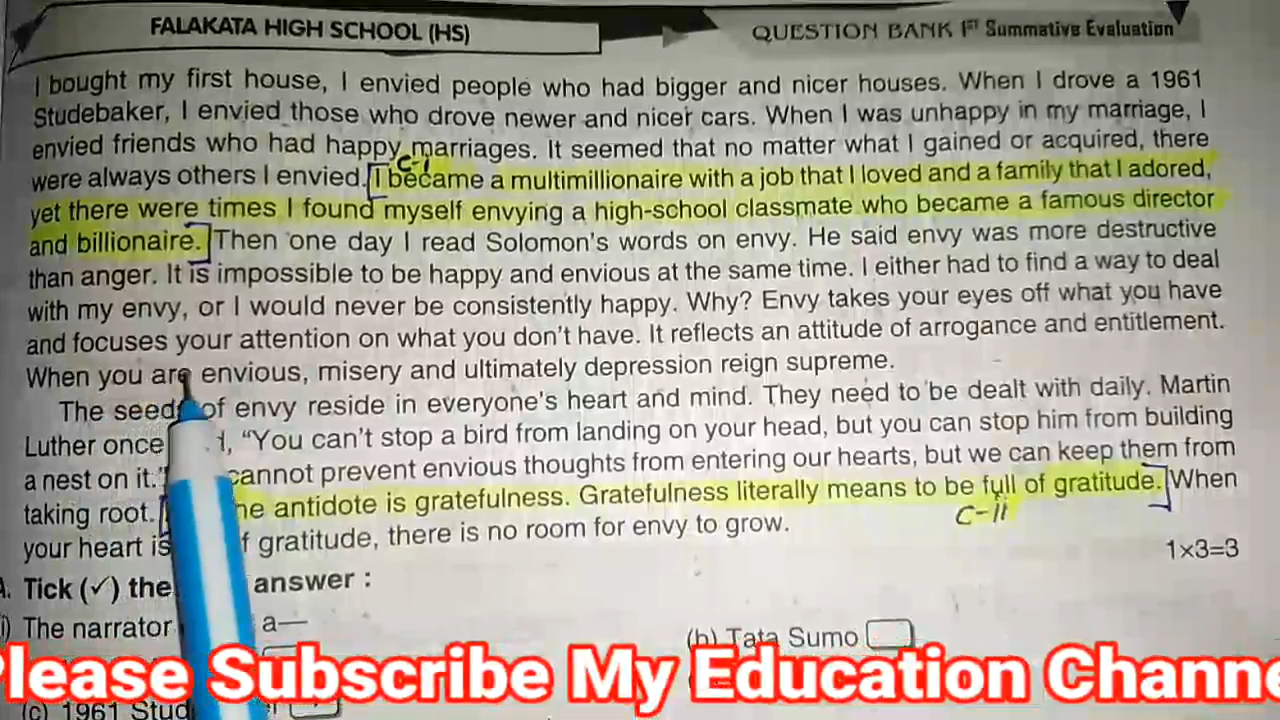 FALAKATA HIGH SCHOOL (HS)
QUESTION BANK 1ST Summative Evaluation
I bought my first house, I envied people who had bigger and nicer houses. When I drove a 1961
Studebaker, I envied those who drove newer and nicer cars. When I was unhappy in my marriage, I
envied friends who had happy marriages. It seemed that no matter what I gained or acquired, there
C-I
were always others I envied. [I became a multimillionaire with a job that I loved and a family that I adored,
yet there were times I found myself envying a high-school classmate who became a famous director
and billionaire.] Then one day I read Solomon's words on envy. He said envy was more destructive
than anger. It is impossible to be happy and envious at the same time. I either had to find a way to deal
with my envy, or I would never be consistently happy. Why? Envy takes your eyes off what you have
and focuses your attention on what you don't have. It reflects an attitude of arrogance and entitlement.
When you are envious, misery and ultimately depression reign supreme.
The seeds of envy reside in everyone's heart and mind. They need to be dealt with daily. Martin
Luther once "You can't stop a bird from landing on your head, but you can stop him from building
a nest on it." cannot prevent envious thoughts from entering our hearts, but we can keep them from
taking root. [ antidote is gratefulness. Gratefulness literally means to be full of gratitude.] When
C-II
your heart is gratitude, there is no room for envy to grow.
1×3=3
A. Tick (✓) the answer :
i) The narrator a—
(b) Tata Sumo
(c) 1961
Please Subscribe My Education Channe